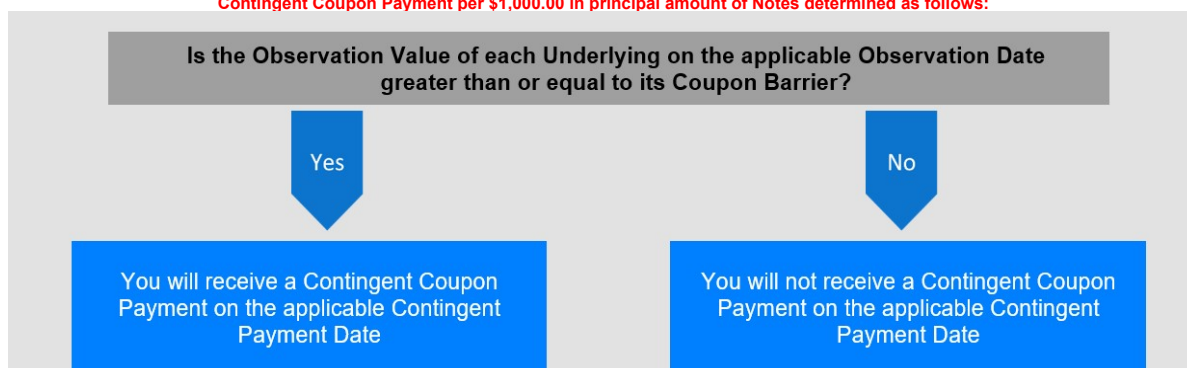 Contingent Coupon Payment per $1,000.00 in principal amount of Notes determined as follows:
Is the Observation Value of each Underlying on the applicable Observation Date
greater than or equal to its Coupon Barrier?
Yes
No
You will receive a Contingent Coupon
Payment on the applicable Contingent
Payment Date
You will not receive a Contingent Coupon
Payment on the applicable Contingent
Payment Date